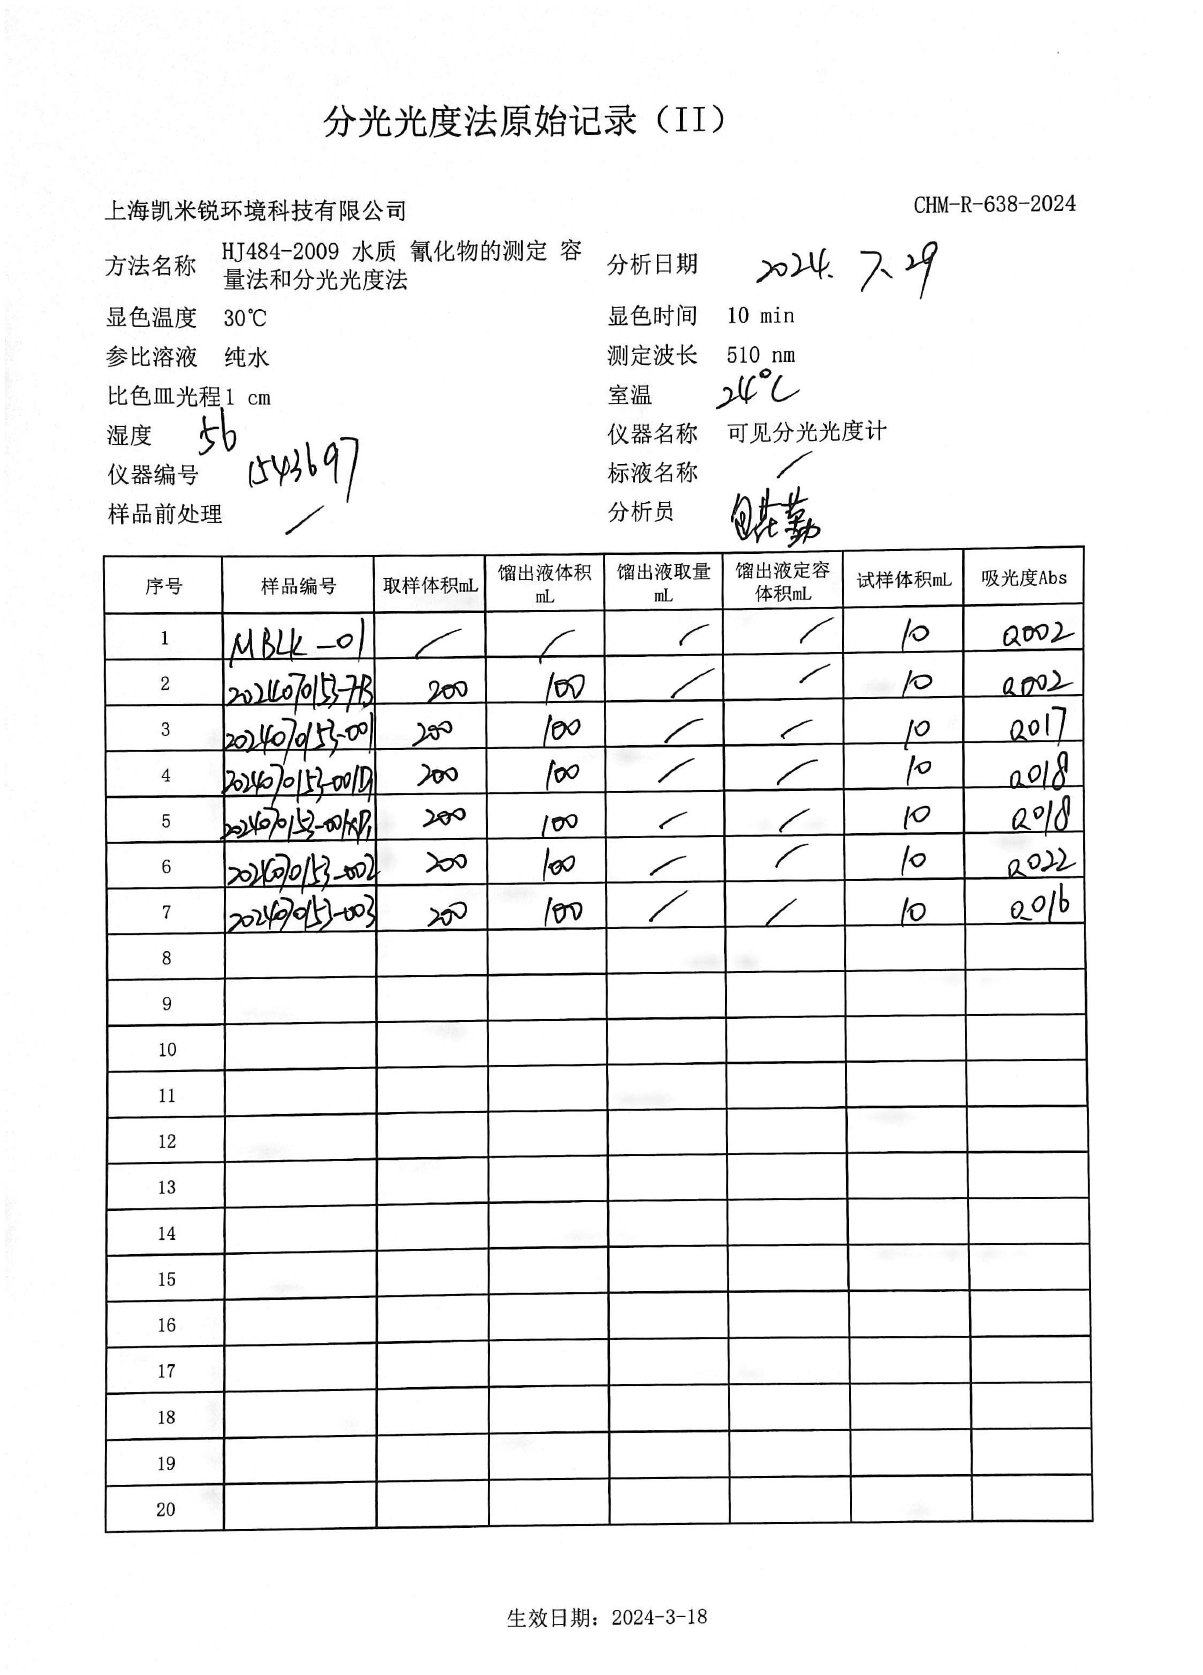 分光光度法原始记录（II）
上海凯米锐环境科技有限公司 CHM-R-638-2024
方法名称 HJ484-2009 水质 氰化物的测定 容量法和分光光度法 分析日期 2024.7.29
显色温度 30℃ 显色时间 10 min
参比溶液 纯水 测定波长 510 nm
比色皿光程1 cm 室温 24℃
湿度 56 仪器名称 可见分光光度计
仪器编号 1543697 标液名称 /
样品前处理 / 分析员
序号 样品编号 取样体积mL 馏出液体积mL 馏出液取量mL 馏出液定容体积mL 试样体积mL 吸光度Abs
1 MBLK-01 / / / / 10 0.002
2 2024070153-7B 200 100 / / 10 0.002
3 2024070153-001 200 100 / / 10 0.017
4 2024070153-001D1 200 100 / / 10 0.018
5 200 100 / / 10 0.018
6 2024070153-002 200 100 / / 10 0.022
7 2024070153-003 200 100 / / 10 0.016
8
9
10
11
12
13
14
15
16
17
18
19
20
生效日期：2024-3-18